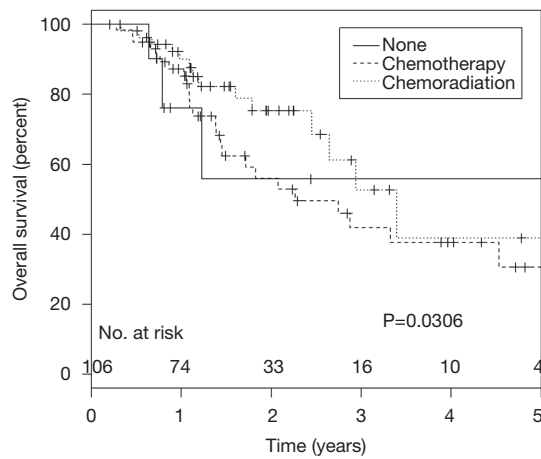 100
80
60
40
20
0
Overall survival (percent)
None
Chemotherapy
Chemoradiation
P=0.0306
No. at risk
106 74 33 16 10 4
0 1 2 3 4 5
Time (years)